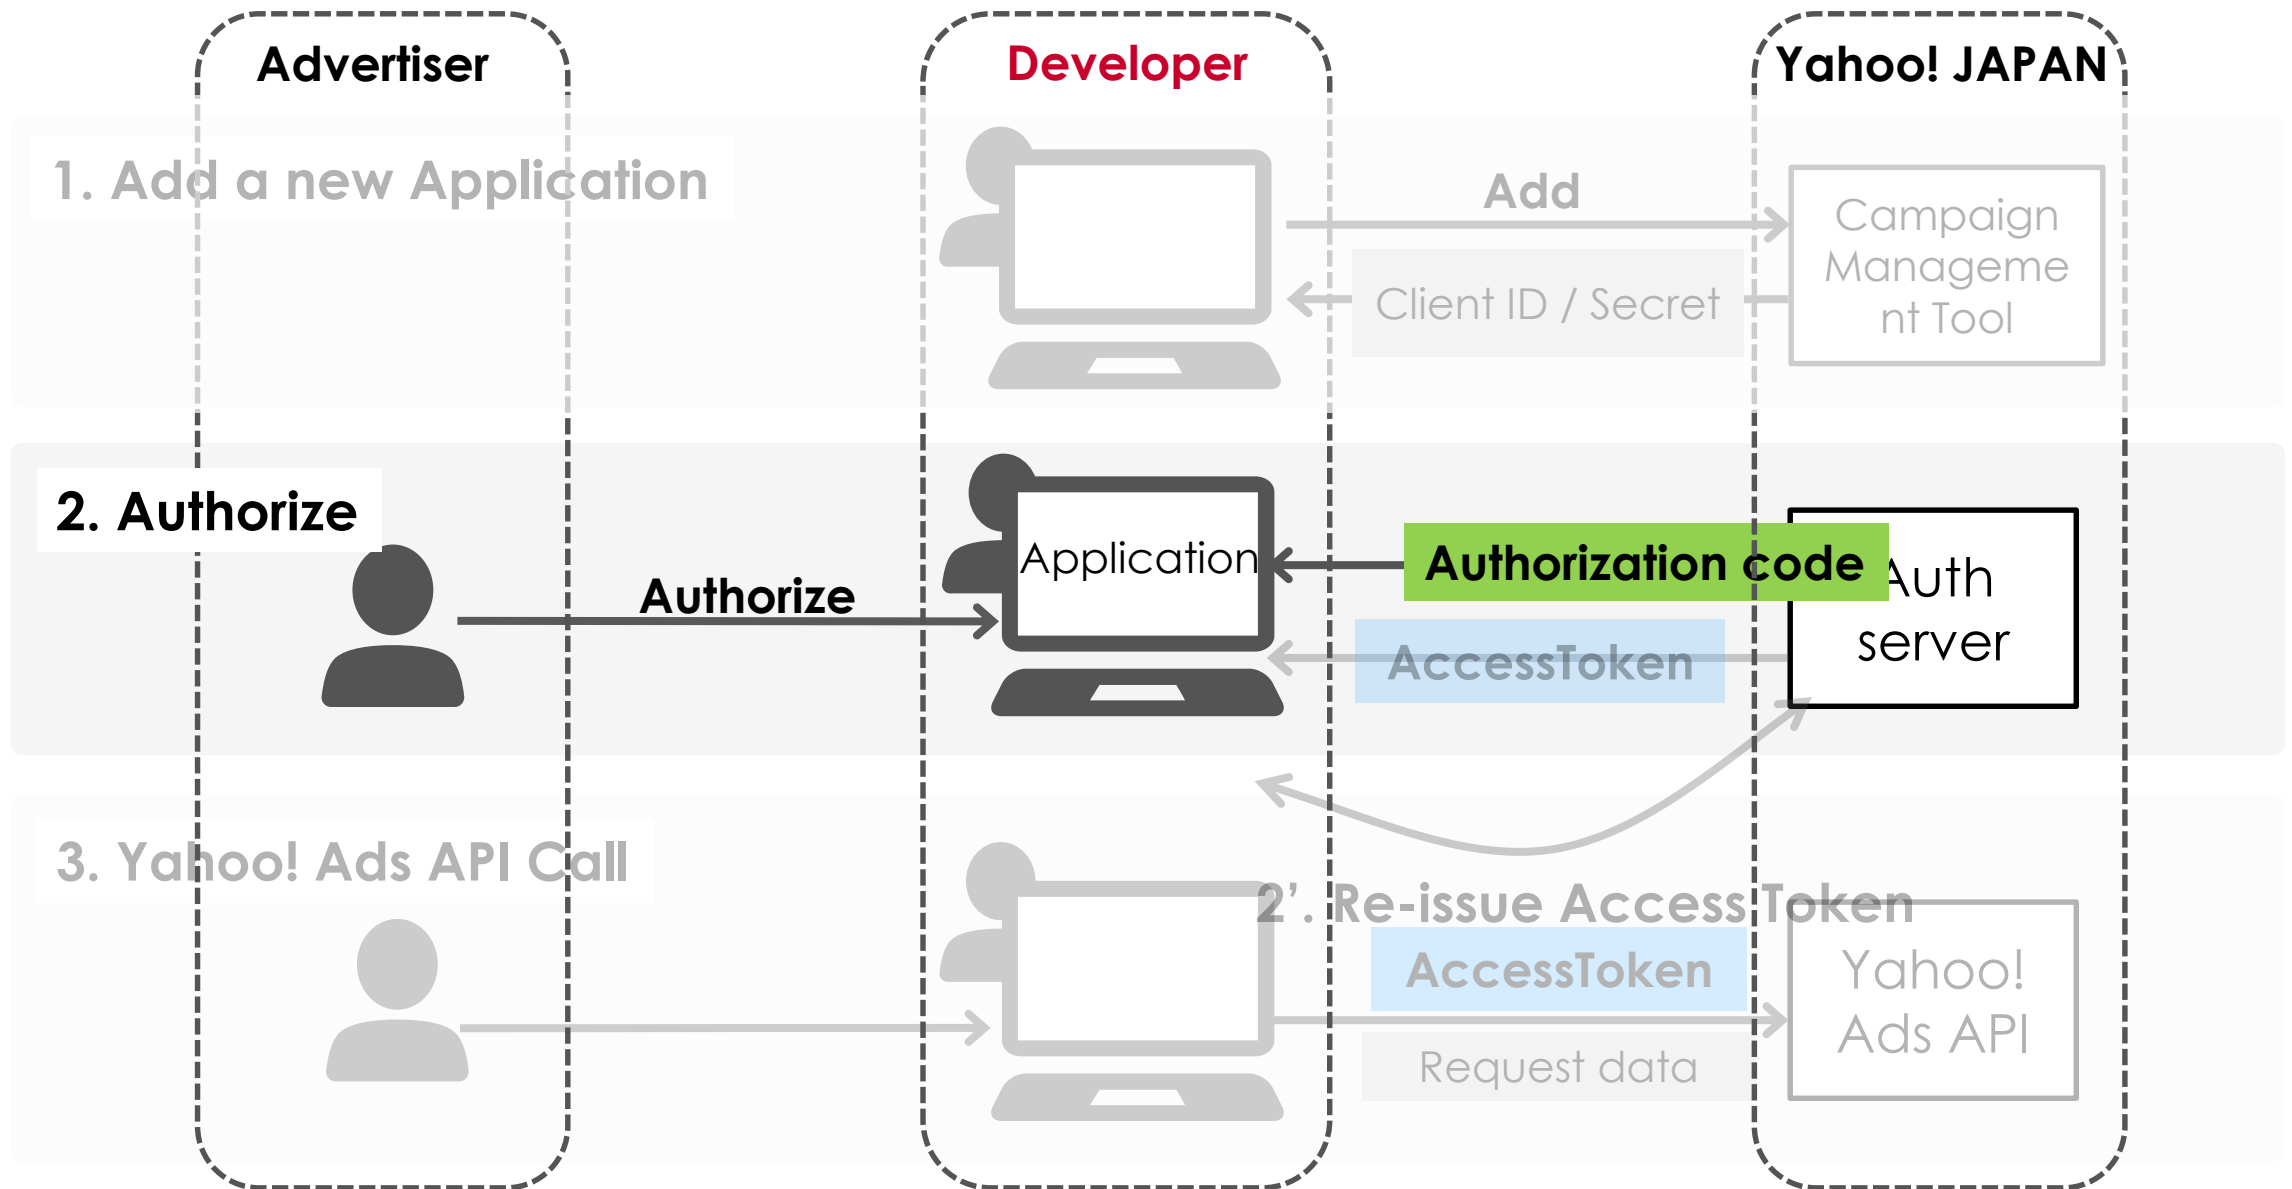 Advertiser
Developer
Yahoo! JAPAN
1. Add a new Application
Add
Client ID / Secret
Campaign
Manageme
nt Tool
2. Authorize
Authorize
Application
Authorization code
AccessToken
Auth
server
3. Yahoo! Ads API Call
2’. Re-issue Access Token
AccessToken
Request data
Yahoo!
Ads API